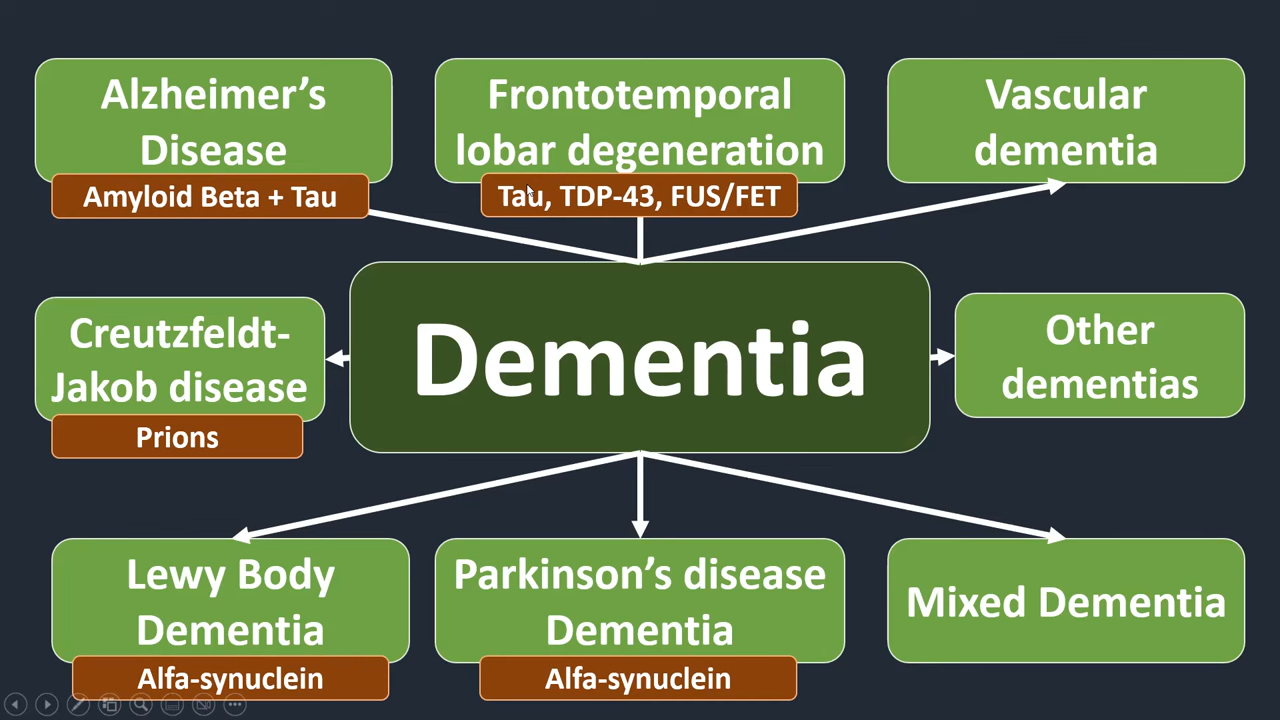 Alzheimer's
Disease
Amyloid Beta + Tau
Frontotemporal
lobar degeneration
Tau, TDP-43, FUS/FET
Vascular
dementia
Creutzfeldt-
Jakob disease
Prions
Dementia
Other
dementias
Lewy Body
Dementia
Alfa-synuclein
Parkinson's disease
Dementia
Alfa-synuclein
Mixed Dementia